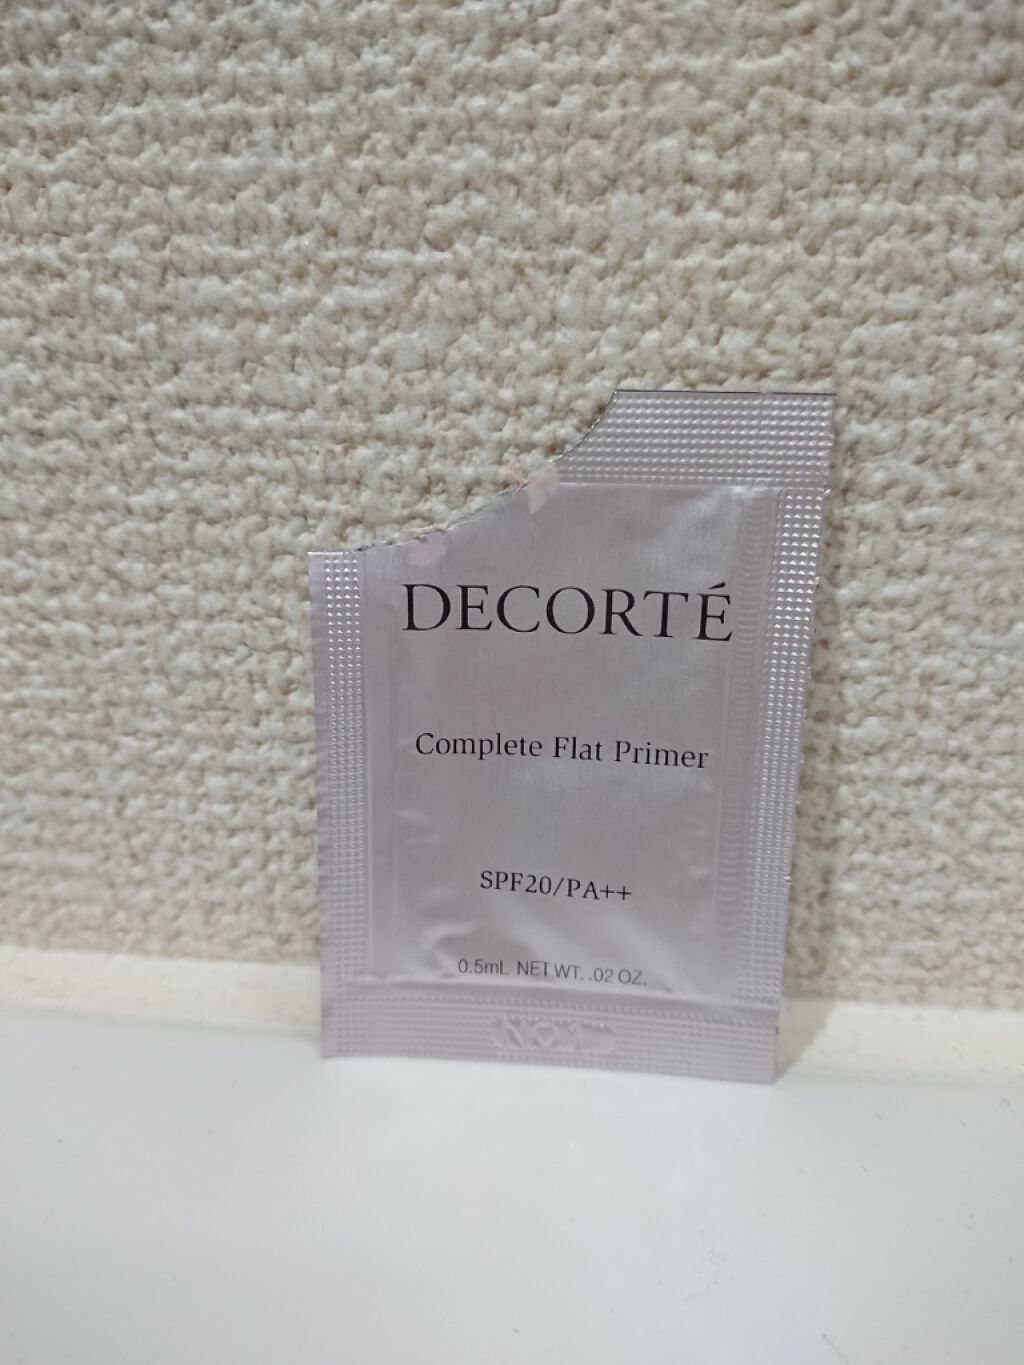 DECORTÉ
Complete Flat Primer
SPF20/PA++
0.5mL NET WT. .02 OZ.